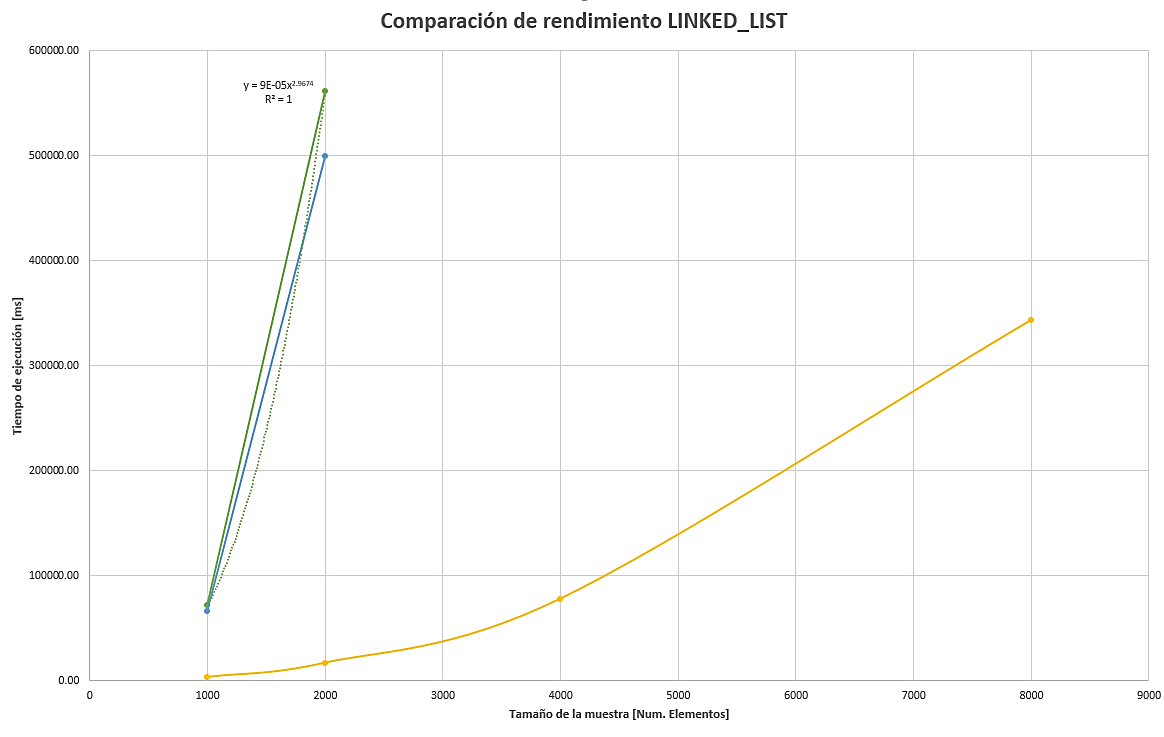 Comparación de rendimiento LINKED_LIST
600000.00
y = 9E-05x^2.9674
R² = 1
500000.00
400000.00
300000.00
200000.00
100000.00
0.00
0 1000 2000 3000 4000 5000 6000 7000 8000 9000
Tiempo de ejecución [ms]
Tamaño de la muestra [Num. Elementos]